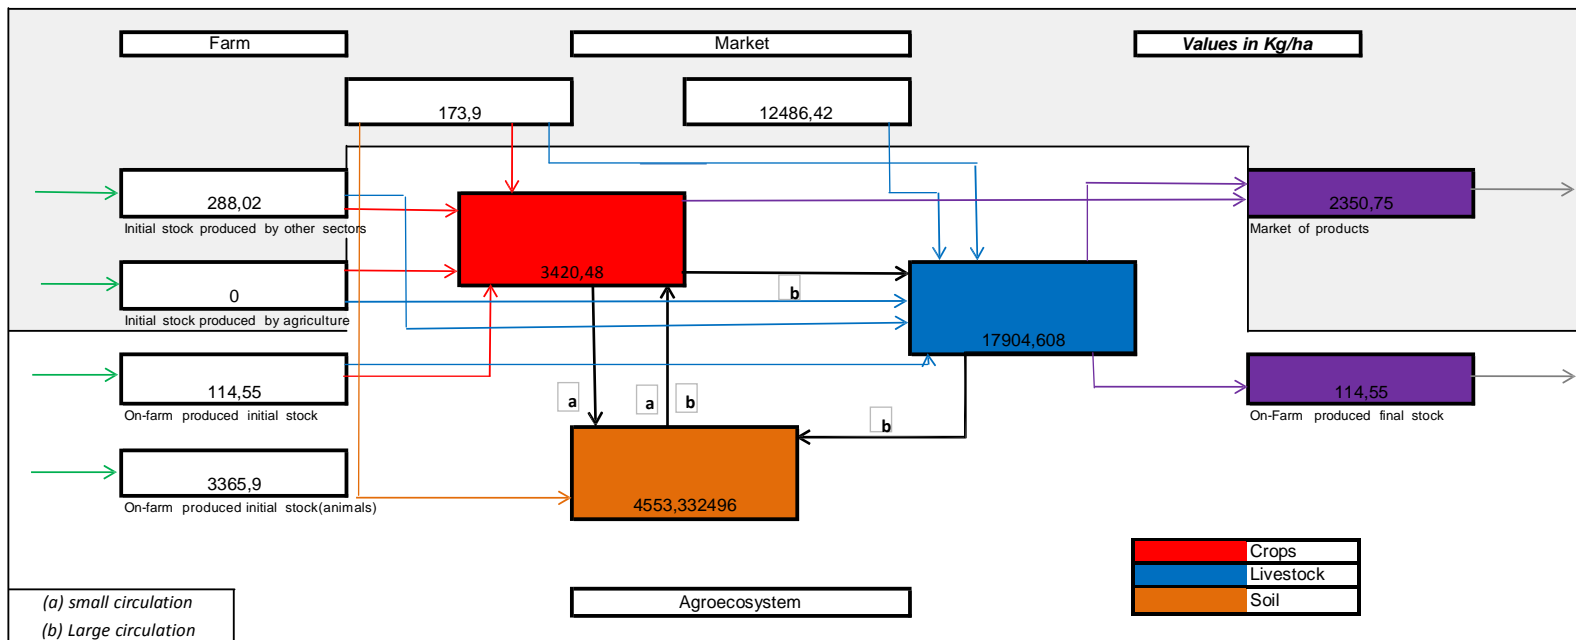 Farm
Market
Values in Kg/ha
173,9
12486,42
288,02
Initial stock produced by other sectors
2350,75
Market of products
3420,48
b
0
Initial stock produced by agriculture
17904,608
114,55
On-farm produced initial stock
114,55
On-Farm produced final stock
a
a
b
b
3365,9
On-farm produced initial stock(animals)
4553,332496
Crops
Livestock
Soil
Agroecosystem
(a) small circulation
(b) Large circulation